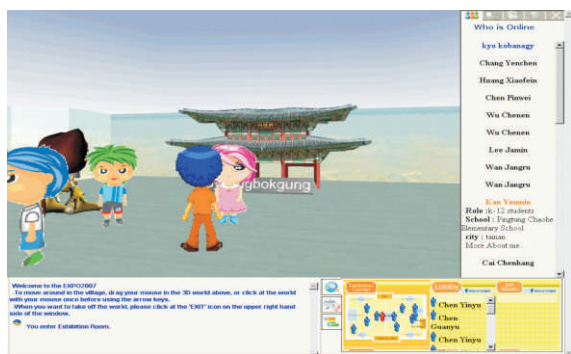 Who is Online
kyu kobanagy
Chang Yenchen
Huang Xiaofein
Chen Pinwei
Wu Chenen
Wu Chenen
Lee Jamin
Wan Jangru
Wan Jangru
Kan Youmin
Role :k-12 students
School : Pingtung Chaohe
Elementary School
city : tainan
More About me..
Cai Chenhang
ngbokgung
Welcome to the EXPO2007
-To move around in the village, drag your mouse in the 3D world above, or click at the world
with your mouse once before using the arrow keys.
-When you want to take off the world, please click at the "EXIT" icon on the upper right hand
side of the window.
You enter Exhibition Room.
Exhibition
Lobby
Chen Yinyu
Chen
Guanyu
Chen Yinyu